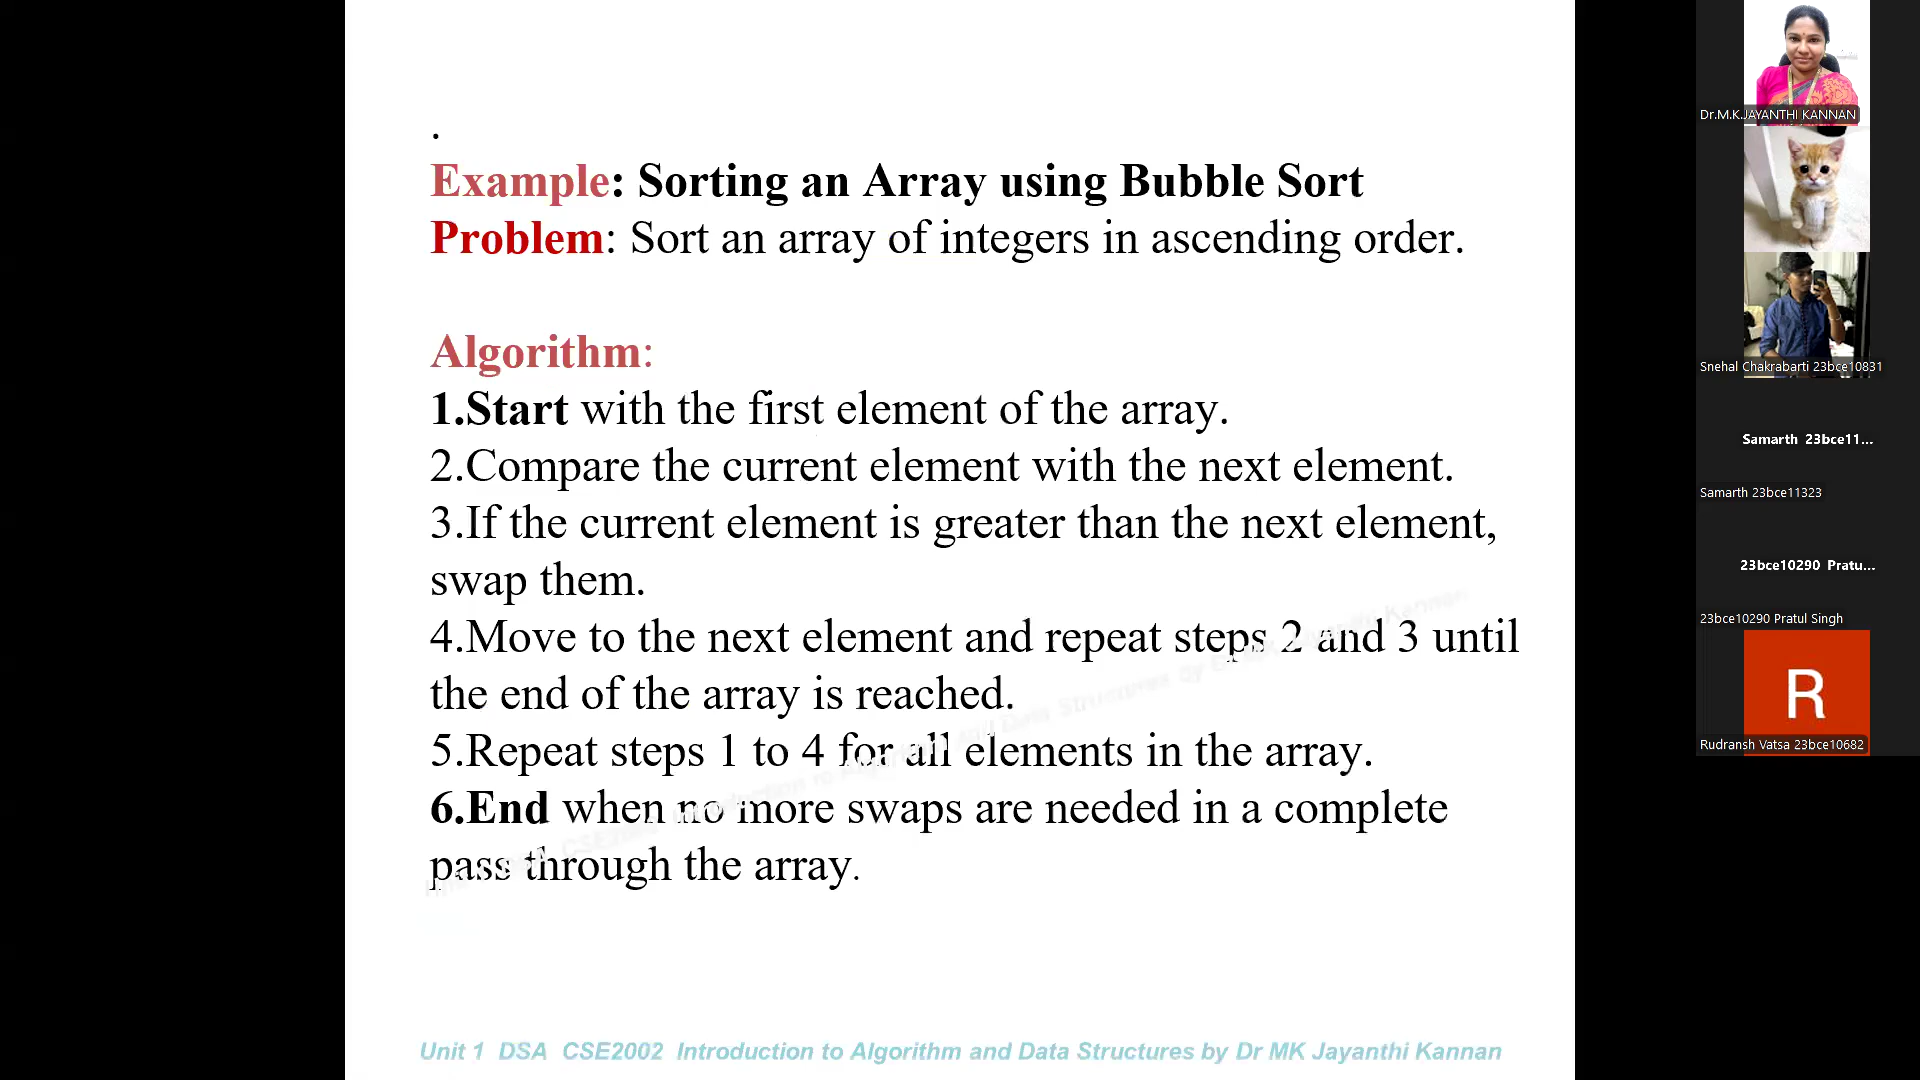 .
Example: Sorting an Array using Bubble Sort
Problem: Sort an array of integers in ascending order.
Algorithm:
1.Start with the first element of the array.
2.Compare the current element with the next element.
3.If the current element is greater than the next element,
swap them.
4.Move to the next element and repeat steps 2 and 3 until
the end of the array is reached.
5.Repeat steps 1 to 4 for all elements in the array.
6.End when no more swaps are needed in a complete
pass through the array.
Unit 1 DSA CSE2002 Introduction to Algorithm and Data Structures by Dr MK Jayanthi Kannan
Dr.M.K.JAYANTHI KANNAN
Snehal Chakrabarti 23bce10831
Samarth 23bce11...
Samarth 23bce11323
23bce10290 Pratu...
23bce10290 Pratul Singh
R
Rudransh Vatsa 23bce10682